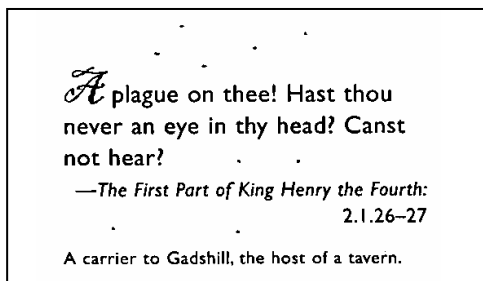 A plague on thee! Hast thou
never an eye in thy head? Canst
not hear?
—The First Part of King Henry the Fourth:
2.1.26–27
A carrier to Gadshill, the host of a tavern.